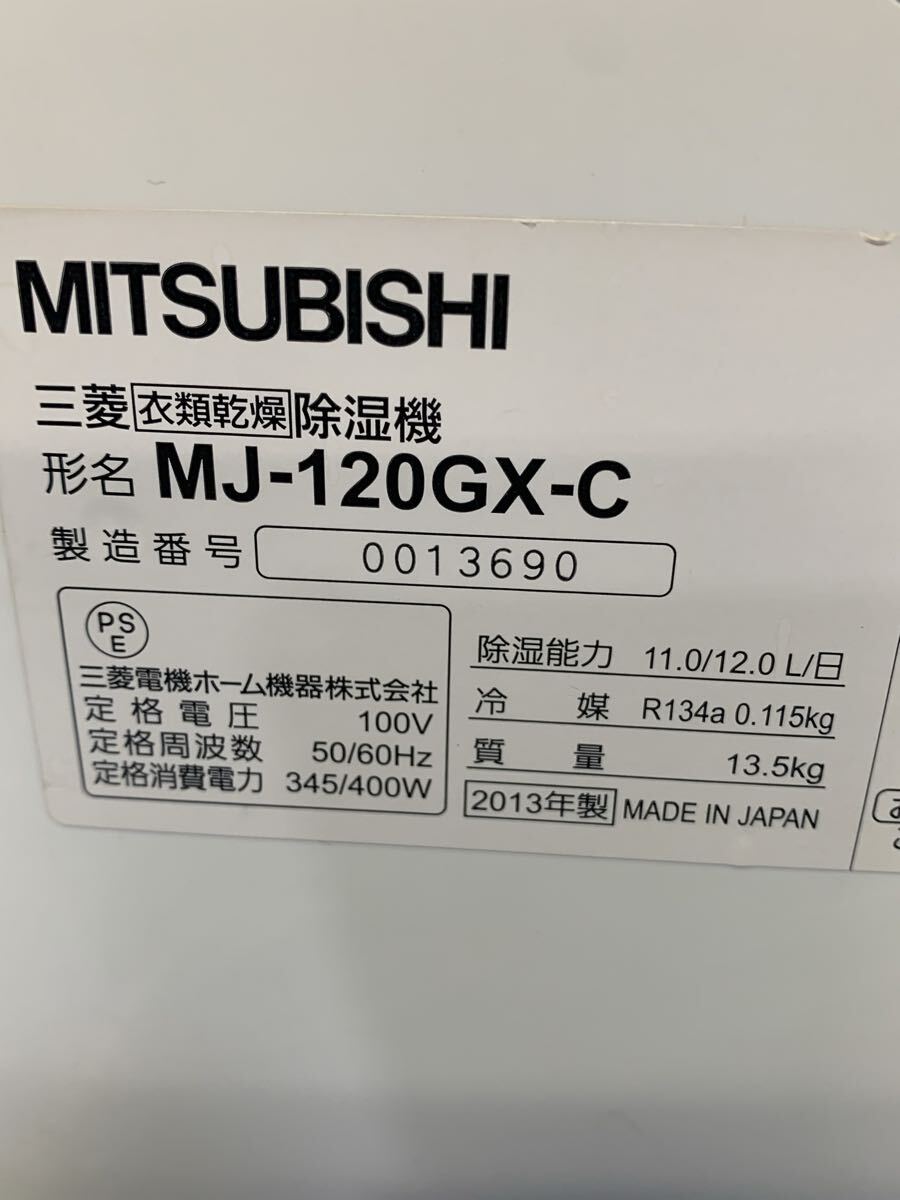 MITSUBISHI
三菱 衣類乾燥 除湿機
形名 MJ-120GX-C
製造番号 0013690
PS
E
三菱電機ホーム機器株式会社
定格電圧 100V
定格周波数 50/60Hz
定格消費電力 345/400W
除湿能力 11.0/12.0 L/日
冷媒 R134a 0.115kg
質量 13.5kg
2013年製 MADE IN JAPAN